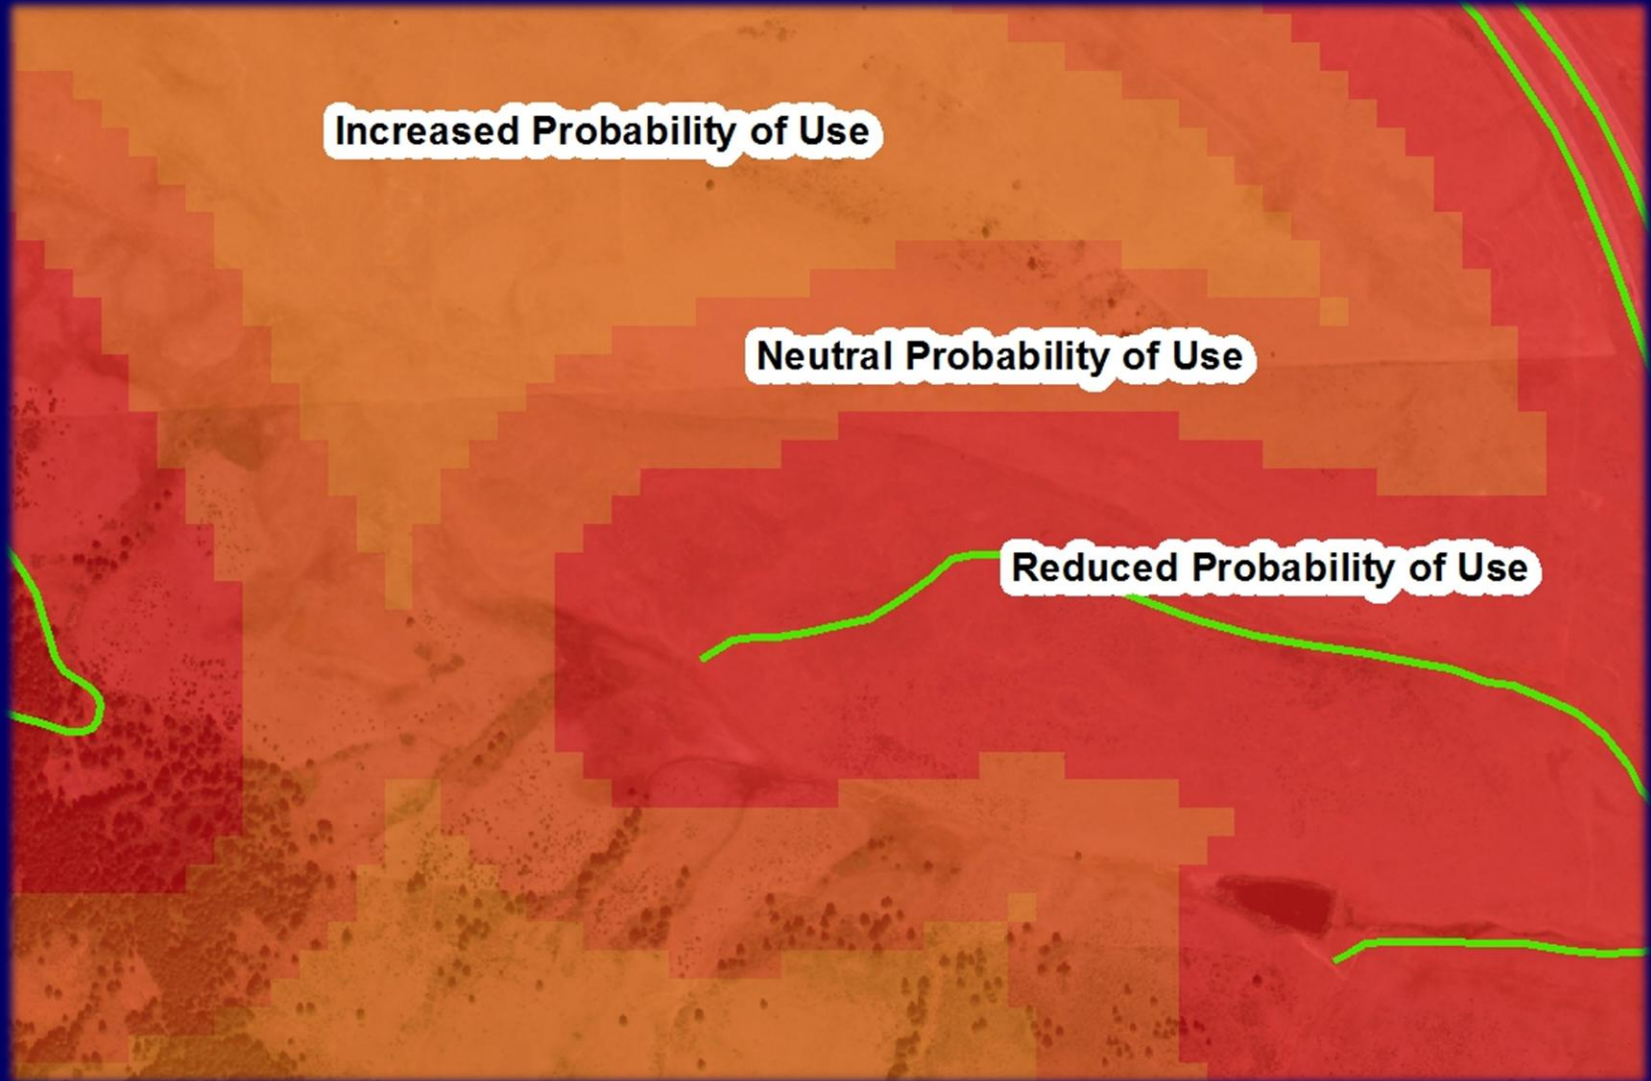 Increased Probability of Use
Neutral Probability of Use
Reduced Probability of Use